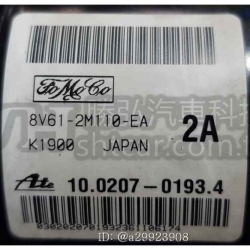 FoMoCo
8V61-2M110-EA
2A
K1900 JAPAN
Ate 10.0207-0193.4
ID: @a29923908